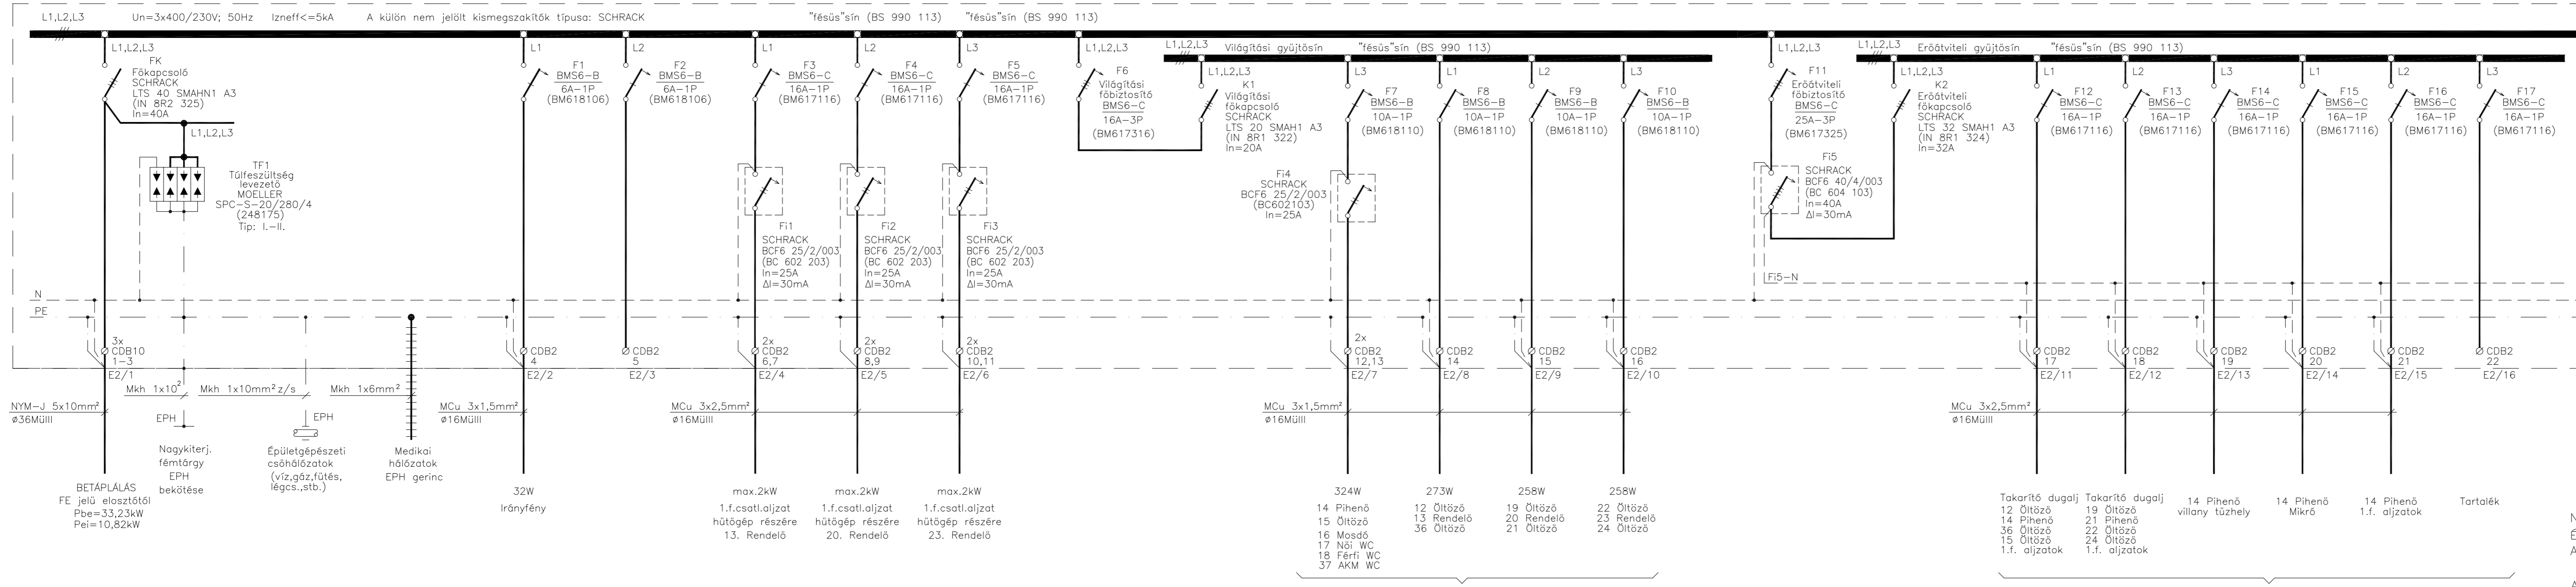 L1,L2,L3
Un=3x400/230V; 50Hz
Izneff<=5kA
A külön nem jelölt kismegszakítók típusa: SCHRACK
"fésüs"sín (BS 990 113)
"fésüs"sín (BS 990 113)
L1,L2,L3
FK
Főkapcsoló
SCHRACK
LTS 40 SMAHN1 A3
(IN 8R2 325)
In=40A
L1,L2,L3
TF1
Túlfeszültség
levezető
MOELLER
SPC-S-20/280/4
(248175)
Tip: I.-II.
L1
F1
BMS6-B
6A-1P
(BM618106)
L2
F2
BMS6-B
6A-1P
(BM618106)
L1
F3
BMS6-C
16A-1P
(BM617116)
Fi1
SCHRACK
BCF6 25/2/003
(BC 602 203)
In=25A
ΔI=30mA
L2
F4
BMS6-C
16A-1P
(BM617116)
Fi2
SCHRACK
BCF6 25/2/003
(BC 602 203)
In=25A
ΔI=30mA
L3
F5
BMS6-C
16A-1P
(BM617116)
Fi3
SCHRACK
BCF6 25/2/003
(BC 602 203)
In=25A
ΔI=30mA
L1,L2,L3
F6
Világítási
főbiztosító
BMS6-C
16A-3P
(BM617316)
L1,L2,L3
Világítási gyüjtösín
"fésüs"sín (BS 990 113)
L1,L2,L3
K1
Világítási
főkapcsoló
SCHRACK
LTS 20 SMAH1 A3
(IN 8R1 322)
In=20A
L3
F7
BMS6-B
10A-1P
(BM618110)
Fi4
SCHRACK
BCF6 25/2/003
(BC602103)
In=25A
L1
F8
BMS6-B
10A-1P
(BM618110)
L2
F9
BMS6-B
10A-1P
(BM618110)
L3
F10
BMS6-B
10A-1P
(BM618110)
L1,L2,L3
F11
Erőátviteli
főbiztosító
BMS6-C
25A-3P
(BM617325)
Fi5
SCHRACK
BCF6 40/4/003
(BC 604 103)
In=40A
ΔI=30mA
Fi5-N
L1,L2,L3
Erőátviteli gyűjtosín
"fésüs"sín (BS 990 113)
L1,L2,L3
K2
Erőátviteli
főkapcsoló
SCHRACK
LTS 32 SMAH1 A3
(IN 8R1 324)
In=32A
L1
F12
BMS6-C
16A-1P
(BM617116)
L2
F13
BMS6-C
16A-1P
(BM617116)
L3
F14
BMS6-C
16A-1P
(BM617116)
L1
F15
BMS6-C
16A-1P
(BM617116)
L2
F16
BMS6-C
16A-1P
(BM617116)
L3
F17
BMS6-C
16A-1P
(BM617116)
N
PE
3x
CDB10
1-3
E2/1
CDB2
4
E2/2
CDB2
5
E2/3
2x
CDB2
6,7
E2/4
2x
CDB2
8,9
E2/5
2x
CDB2
10,11
E2/6
2x
CDB2
12,13
E2/7
CDB2
14
E2/8
CDB2
15
E2/9
CDB2
16
E2/10
CDB2
17
E2/11
CDB2
18
E2/12
CDB2
19
E2/13
CDB2
20
E2/14
CDB2
21
E2/15
CDB2
22
E2/16
NYM-J 5x10mm²
ø36MüIII
Mkh 1x10²
Mkh 1x10mm² z/s
Mkh 1x6mm²
MCu 3x1,5mm²
ø16MüIII
MCu 3x2,5mm²
ø16MüIII
MCu 3x1,5mm²
ø16MüIII
MCu 3x2,5mm²
ø16MüIII
EPH
EPH
BETÁPLÁLÁS
FE jelü elosztótól
Pbe=33,23kW
Pei=10,82kW
Nagykiterj.
fémtárgy
EPH
bekötése
Épületgépészeti
csőhálózatok
(víz,gáz,fütés,
légcs.,stb.)
Medikai
hálózatok
EPH gerinc
32W
Irányfény
max.2kW
1.f.csatl.aljzat
hütőgép részére
13. Rendelő
max.2kW
1.f.csatl.aljzat
hütőgép részére
20. Rendelő
max.2kW
1.f.csatl.aljzat
hütőgép részére
23. Rendelő
324W
14 Pihenő
15 Öltöző
16 Mosdó
17 Női WC
18 Férfi WC
37 AKM WC
273W
12 Öltöző
13 Rendelő
36 Öltöző
258W
19 Öltöző
20 Rendelő
21 Öltöző
258W
22 Öltöző
23 Rendelő
24 Öltöző
Takarító dugalj
12 Öltöző
14 Pihenő
36 Öltöző
15 Öltöző
1.f. aljzatok
Takarító dugalj
19 Öltöző
21 Pihenő
22 Öltöző
24 Öltöző
1.f. aljzatok
14 Pihenő
villany tüzhely
14 Pihenő
Mikró
14 Pihenő
1.f. aljzatok
Tartalék